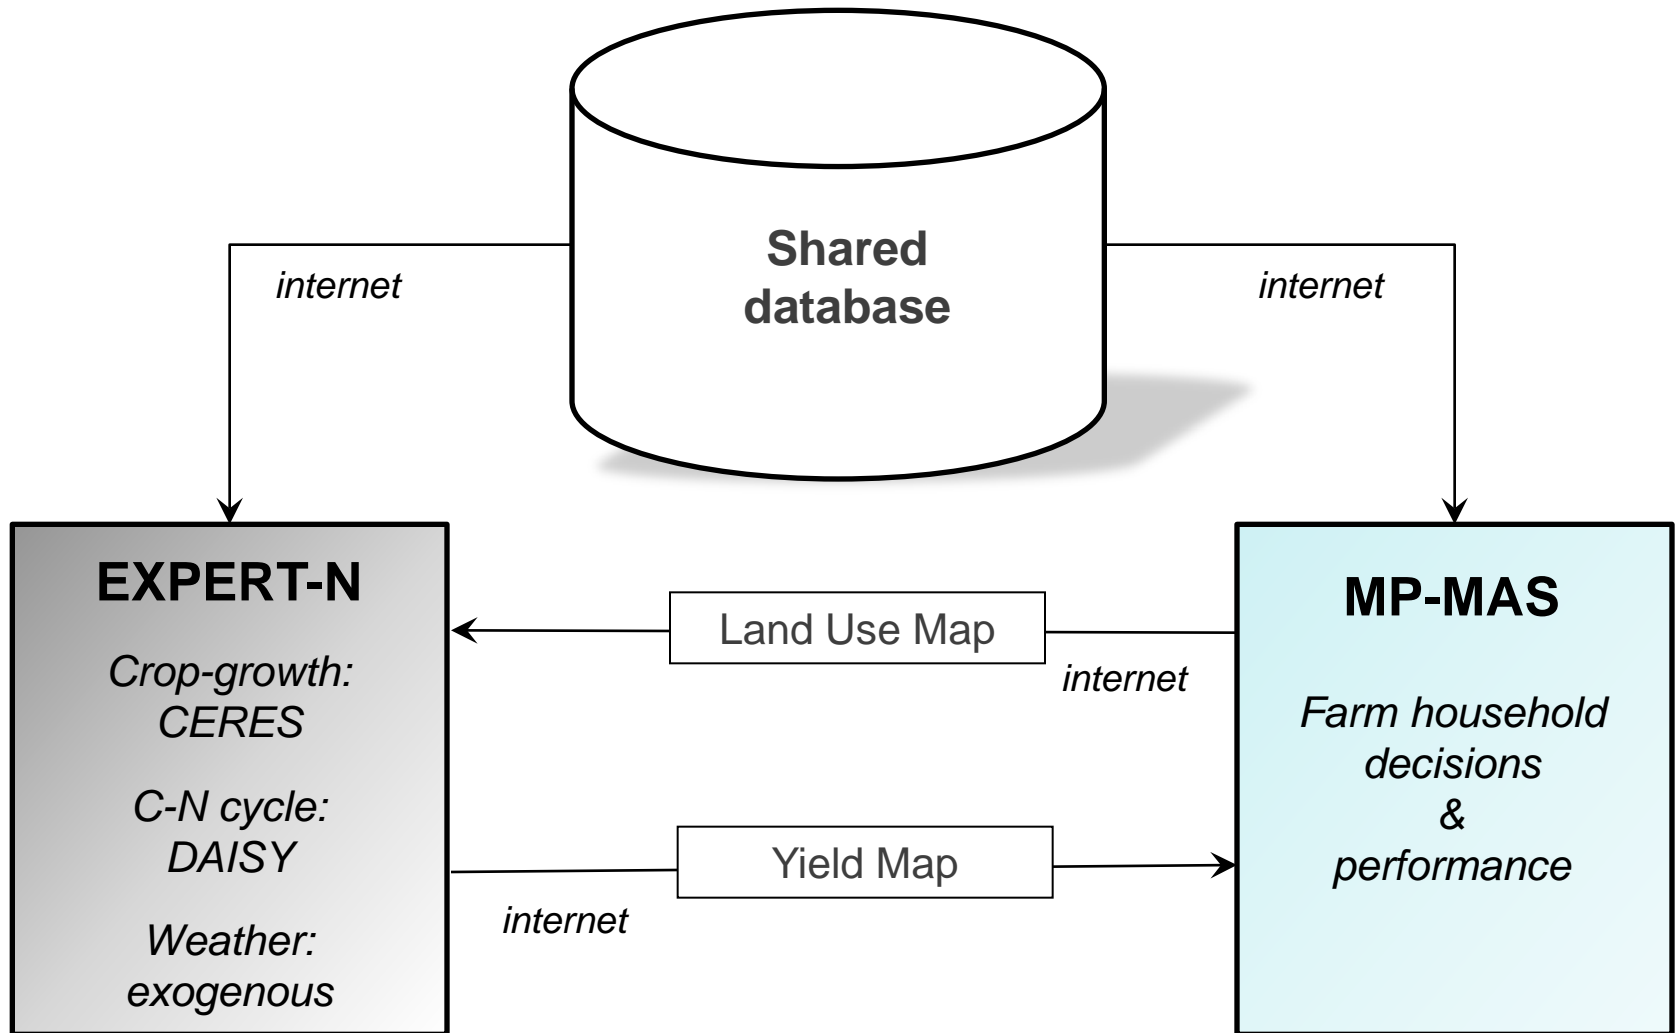 Shared
database
internet
internet
EXPERT-N
Crop-growth:
CERES
C-N cycle:
DAISY
Weather:
exogenous
Land Use Map
internet
Yield Map
internet
MP-MAS
Farm household
decisions
&
performance